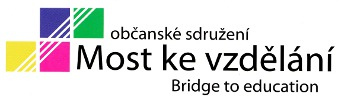 občanské sdružení
Most ke vzdělání
Bridge to education